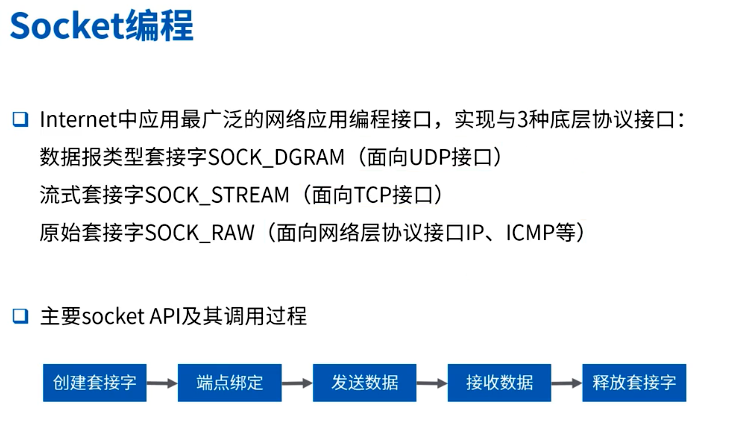 Socket编程
Internet中应用最广泛的网络应用编程接口，实现与3种底层协议接口：
数据报类型套接字SOCK_DGRAM（面向UDP接口）
流式套接字SOCK_STREAM（面向TCP接口）
原始套接字SOCK_RAW（面向网络层协议接口IP、ICMP等）
主要socket API及其调用过程
创建套接字 端点绑定 发送数据 接收数据 释放套接字